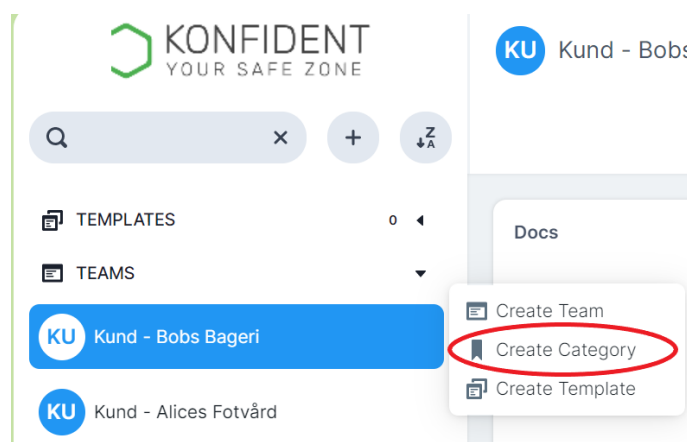 KONFIDENT
YOUR SAFE ZONE
KU Kund - Bobs
TEMPLATES 0
TEAMS
Docs
KU Kund - Bobs Bageri
KU Kund - Alices Fotvård
Create Team
Create Category
Create Template